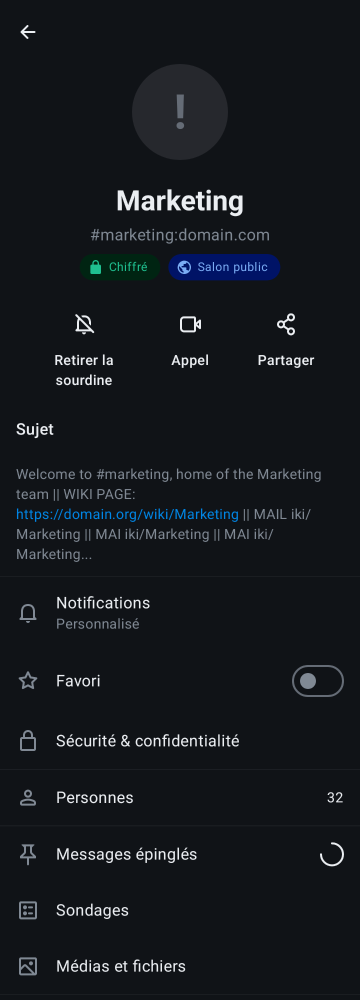 !
Marketing
#marketing:domain.com
Chiffré
Salon public
Retirer la
sourdine
Appel
Partager
Sujet
Welcome to #marketing, home of the Marketing
team || WIKI PAGE:
https://domain.org/wiki/Marketing || MAIL iki/
Marketing || MAI iki/Marketing || MAI iki/
Marketing...
Notifications
Personnalisé
Favori
Sécurité & confidentialité
Personnes 32
Messages épinglés
Sondages
Médias et fichiers